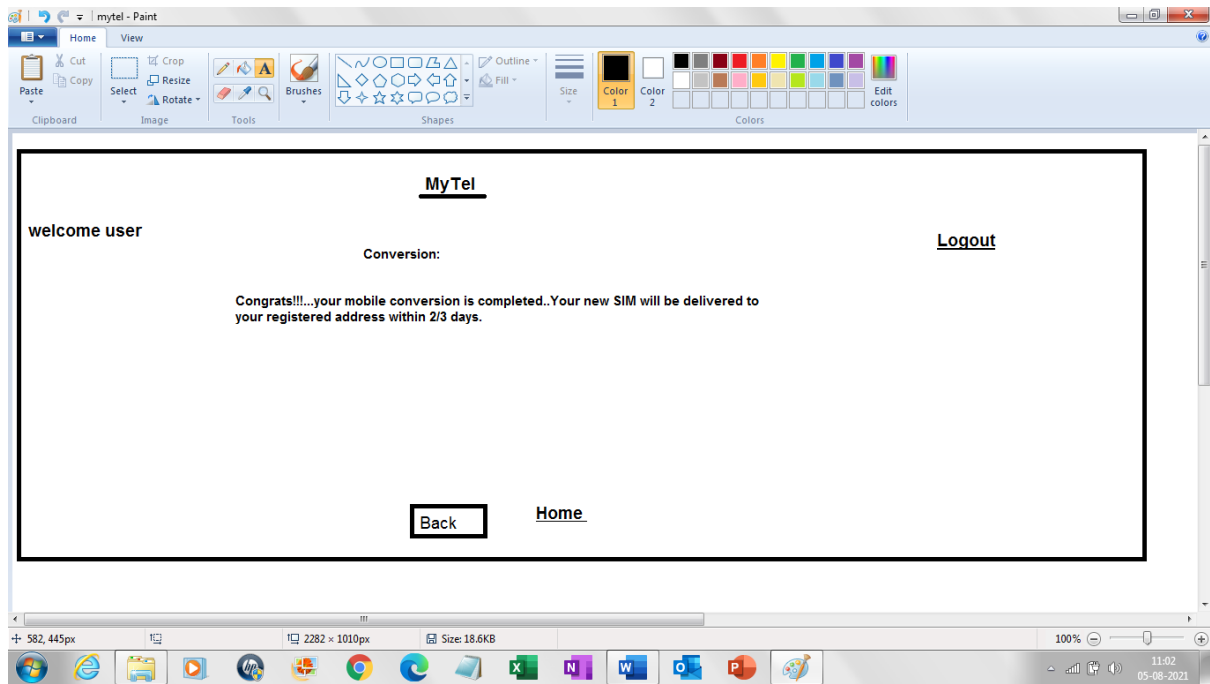 mytel - Paint
Home View
Cut
Copy
Paste
Clipboard
Crop
Resize
Rotate
Select
Image
Tools
Brushes
Outline
Fill
Shapes
Size
Color 1
Color 2
Edit colors
Colors
MyTel
welcome user
Logout
Conversion:
Congrats!!!...your mobile conversion is completed..Your new SIM will be delivered to
your registered address within 2/3 days.
Back
Home
582, 445px
2282 × 1010px
Size: 18.6KB
100%
11:02
05-08-2021